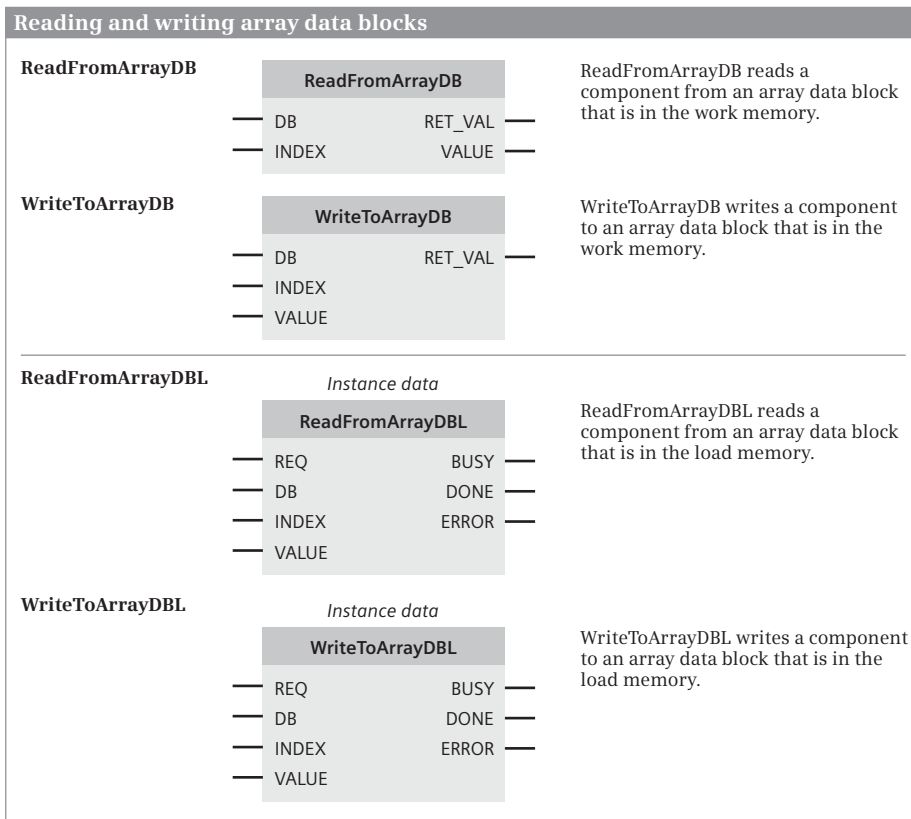 Reading and writing array data blocks
ReadFromArrayDB
ReadFromArrayDB
DB RET_VAL
INDEX VALUE
ReadFromArrayDB reads a
component from an array data block
that is in the work memory.
WriteToArrayDB
WriteToArrayDB
DB RET_VAL
INDEX
VALUE
WriteToArrayDB writes a component
to an array data block that is in the
work memory.
ReadFromArrayDBL
Instance data
ReadFromArrayDBL
REQ BUSY
DB DONE
INDEX ERROR
VALUE
ReadFromArrayDBL reads a
component from an array data block
that is in the load memory.
WriteToArrayDBL
Instance data
WriteToArrayDBL
REQ BUSY
DB DONE
INDEX ERROR
VALUE
WriteToArrayDBL writes a component
to an array data block that is in the
load memory.